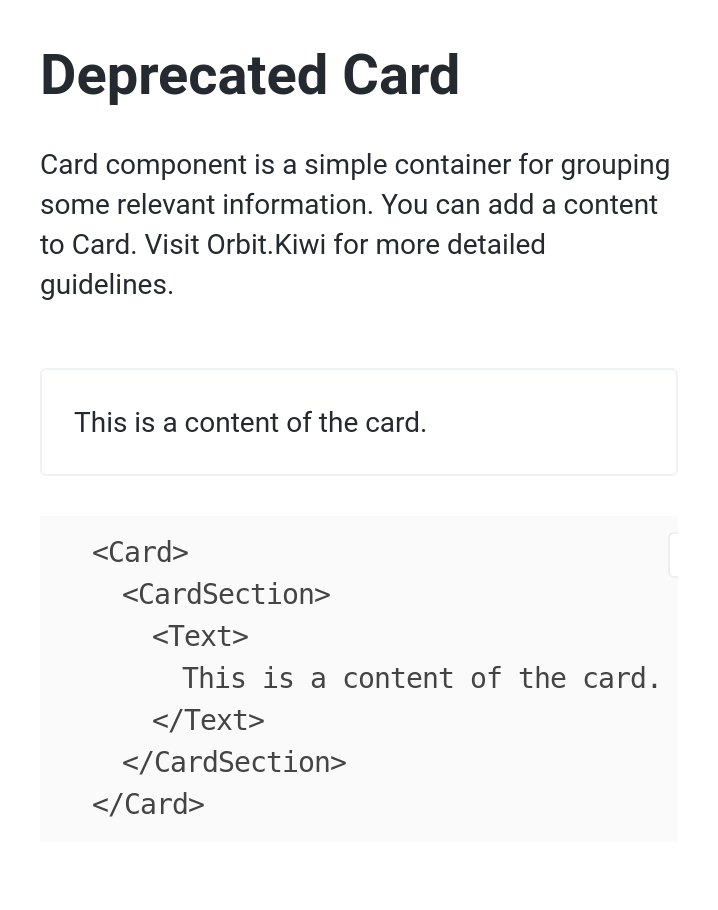 Deprecated Card
Card component is a simple container for grouping
some relevant information. You can add a content
to Card. Visit Orbit.Kiwi for more detailed
guidelines.
This is a content of the card.
<Card>
  <CardSection>
    <Text>
      This is a content of the card.
    </Text>
  </CardSection>
</Card>